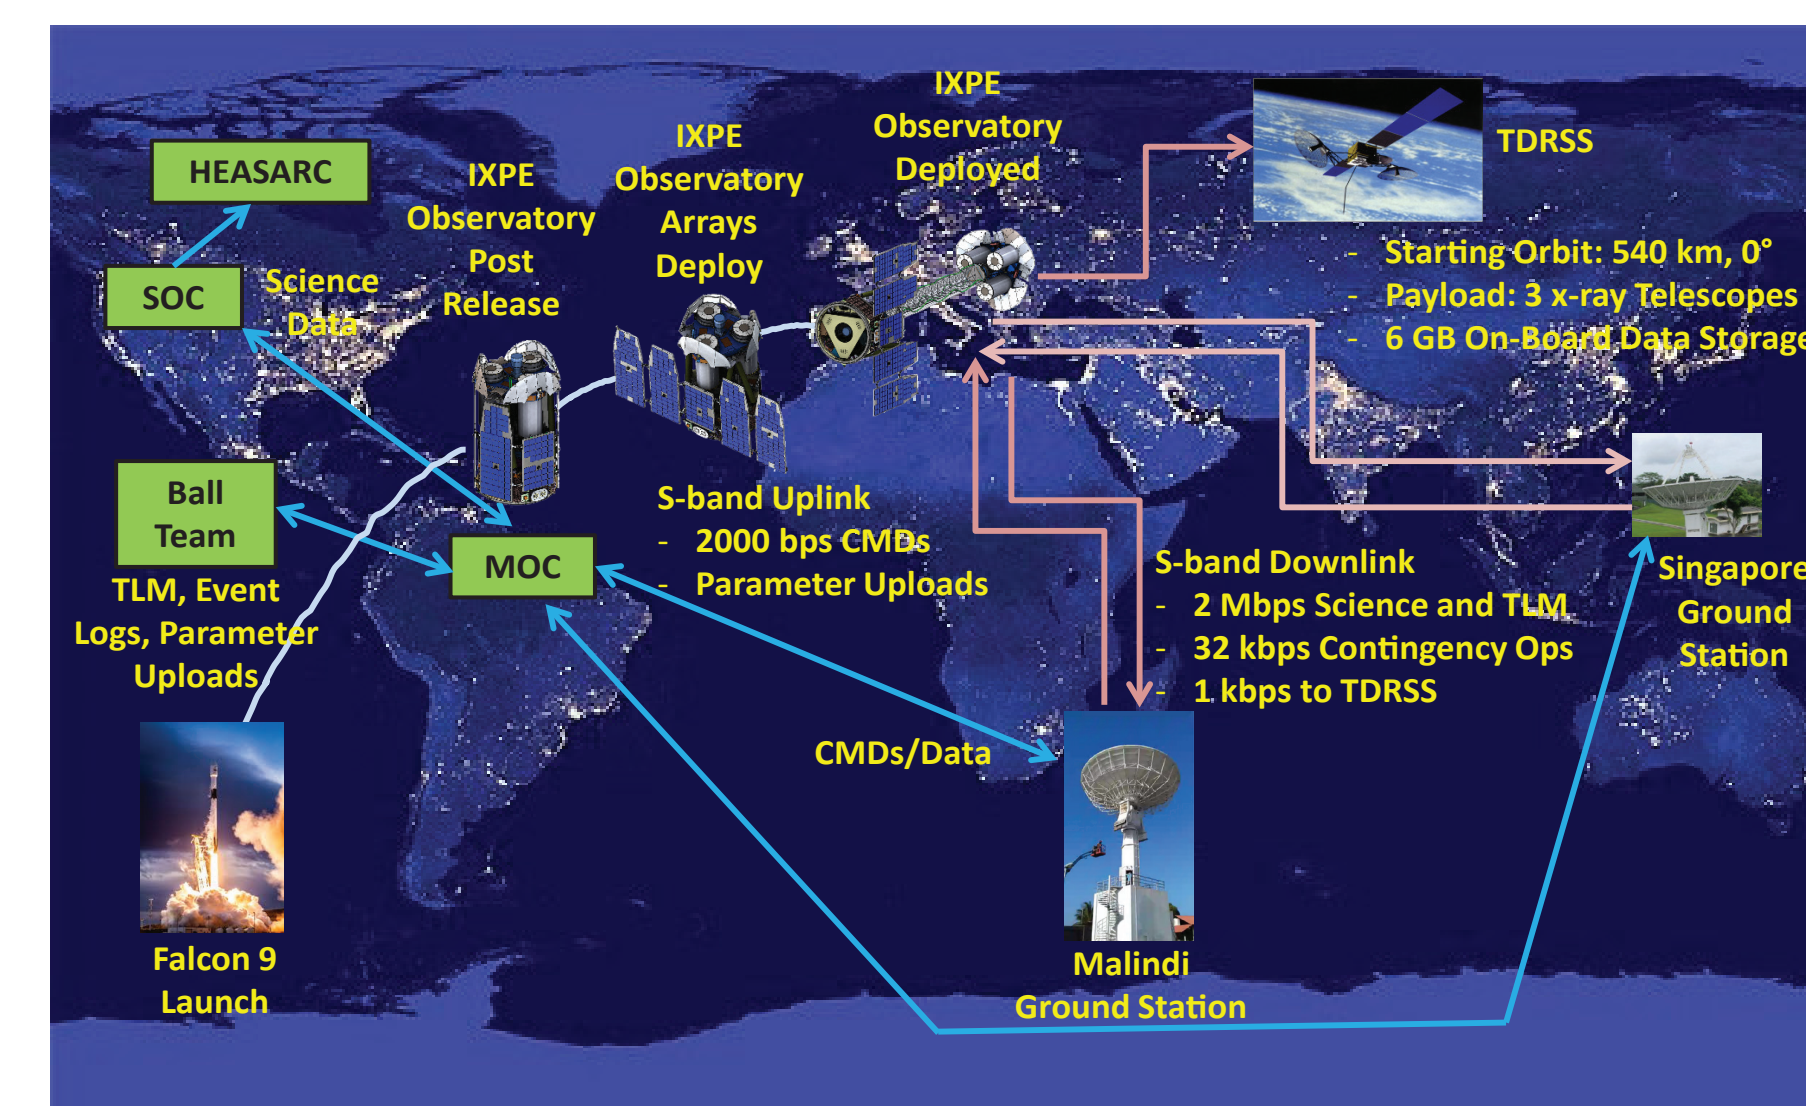 HEASARC
SOC
Science
Data
IXPE
Observatory
Post
Release
IXPE
Observatory
Arrays
Deploy
IXPE
Observatory
Deployed
TDRSS
- Starting Orbit: 540 km, 0°
- Payload: 3 x-ray Telescopes
- 6 GB On-Board Data Storage
Ball
Team
TLM, Event
Logs, Parameter
Uploads
MOC
S-band Uplink
- 2000 bps CMDs
- Parameter Uploads
S-band Downlink
- 2 Mbps Science and TLM
- 32 kbps Contingency Ops
- 1 kbps to TDRSS
Singapore
Ground
Station
CMDs/Data
Falcon 9
Launch
Malindi
Ground Station